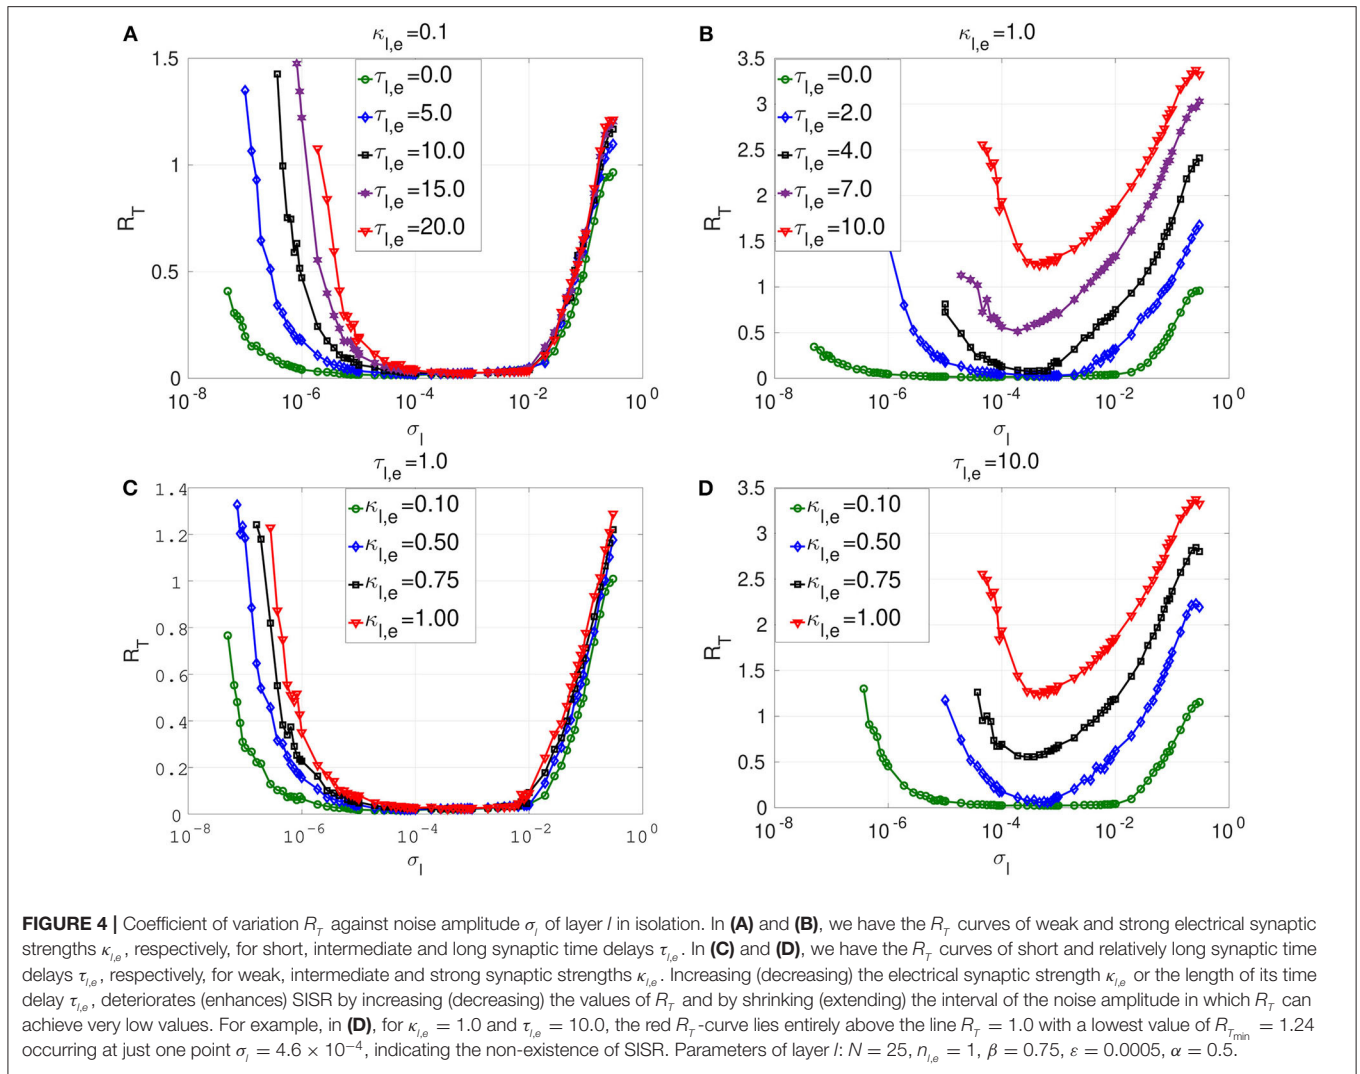 A
κl,e=0.1
RT
1.5
1
0.5
0
τl,e=0.0
τl,e=5.0
τl,e=10.0
τl,e=15.0
τl,e=20.0
10-8 10-6 10-4 10-2 100
σl
B
κl,e=1.0
RT
3.5
3
2.5
2
1.5
1
0.5
0
τl,e=0.0
τl,e=2.0
τl,e=4.0
τl,e=7.0
τl,e=10.0
10-8 10-6 10-4 10-2 100
σl
C
τl,e=1.0
RT
1.4
1.2
1
0.8
0.6
0.4
0.2
0
κl,e=0.10
κl,e=0.50
κl,e=0.75
κl,e=1.00
10-8 10-6 10-4 10-2 100
σl
D
τl,e=10.0
RT
3.5
3
2.5
2
1.5
1
0.5
0
κl,e=0.10
κl,e=0.50
κl,e=0.75
κl,e=1.00
10-8 10-6 10-4 10-2 100
σl
FIGURE 4 | Coefficient of variation RT against noise amplitude σl of layer l in isolation. In (A) and (B), we have the RT curves of weak and strong electrical synaptic
strengths κl,e, respectively, for short, intermediate and long synaptic time delays τl,e. In (C) and (D), we have the RT curves of short and relatively long synaptic time
delays τl,e, respectively, for weak, intermediate and strong synaptic strengths κl,e. Increasing (decreasing) the electrical synaptic strength κl,e or the length of its time
delay τl,e, deteriorates (enhances) SISR by increasing (decreasing) the values of RT and by shrinking (extending) the interval of the noise amplitude in which RT can
achieve very low values. For example, in (D), for κl,e = 1.0 and τl,e = 10.0, the red RT-curve lies entirely above the line RT = 1.0 with a lowest value of RTmin = 1.24
occurring at just one point σl = 4.6 × 10−4, indicating the non-existence of SISR. Parameters of layer l: N = 25, nl,e = 1, β = 0.75, ε = 0.0005, α = 0.5.